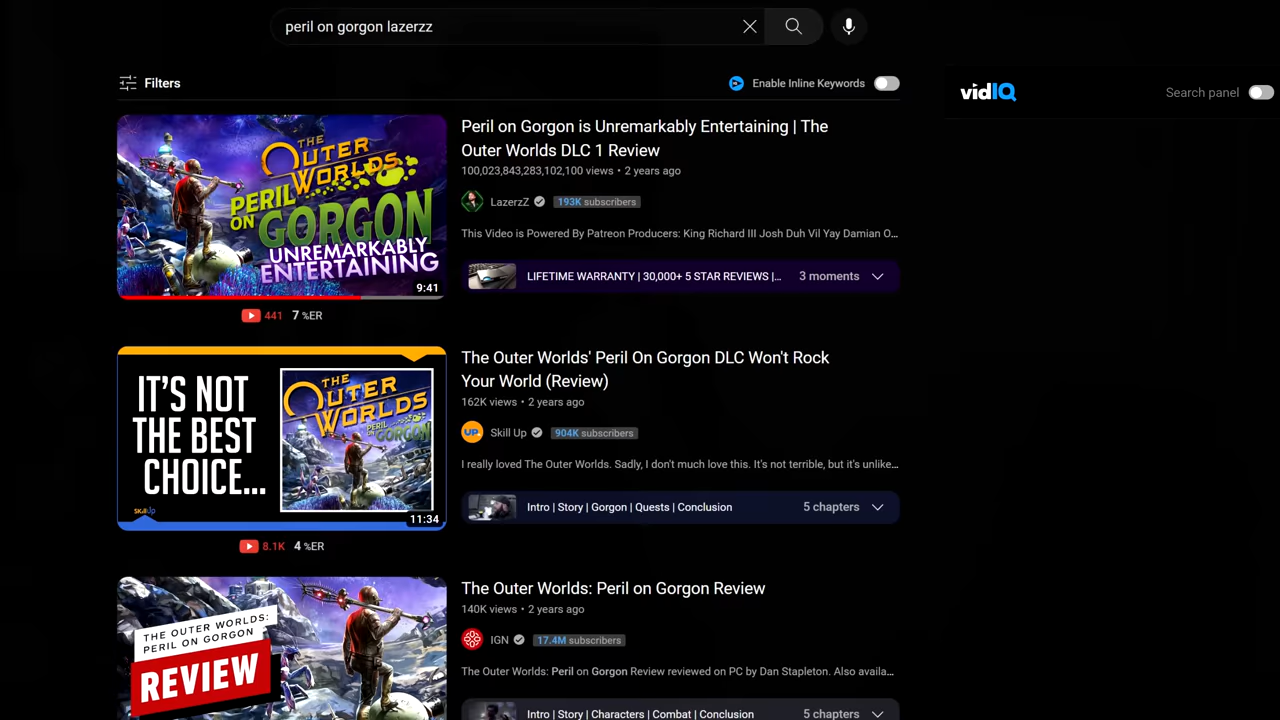 peril on gorgon lazerzz
Filters
Enable Inline Keywords
vidIQ
Search panel
THE OUTER WORLDS
PERIL ON GORGON
UNREMARKABLY
ENTERTAINING
9:41
441 7 %ER
Peril on Gorgon is Unremarkably Entertaining | The
Outer Worlds DLC 1 Review
100,023,843,283,102,100 views • 2 years ago
LazerzZ 193K subscribers
This Video is Powered By Patreon Producers: King Richard III Josh Duh Vil Yay Damian O...
LIFETIME WARRANTY | 30,000+ 5 STAR REVIEWS |... 3 moments
IT'S NOT
THE BEST
CHOICE...
SKILLUP
THE OUTER WORLDS
PERIL ON GORGON
11:34
8.1K 4 %ER
The Outer Worlds' Peril On Gorgon DLC Won't Rock
Your World (Review)
162K views • 2 years ago
UP Skill Up 904K subscribers
I really loved The Outer Worlds. Sadly, I don't much love this. It's not terrible, but it's unlike...
Intro | Story | Gorgon | Quests | Conclusion 5 chapters
THE OUTER WORLDS:
PERIL ON GORGON
REVIEW
The Outer Worlds: Peril on Gorgon Review
140K views • 2 years ago
IGN 17.4M subscribers
The Outer Worlds: Peril on Gorgon Review reviewed on PC by Dan Stapleton. Also availa...
Intro | Story | Characters | Combat | Conclusion 5 chapters